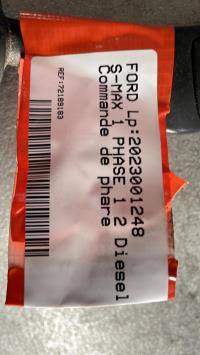 FORD Lp:2023001248
S-MAX 1 PHASE 1 2 Diesel
Commande de phare
REF:72189183